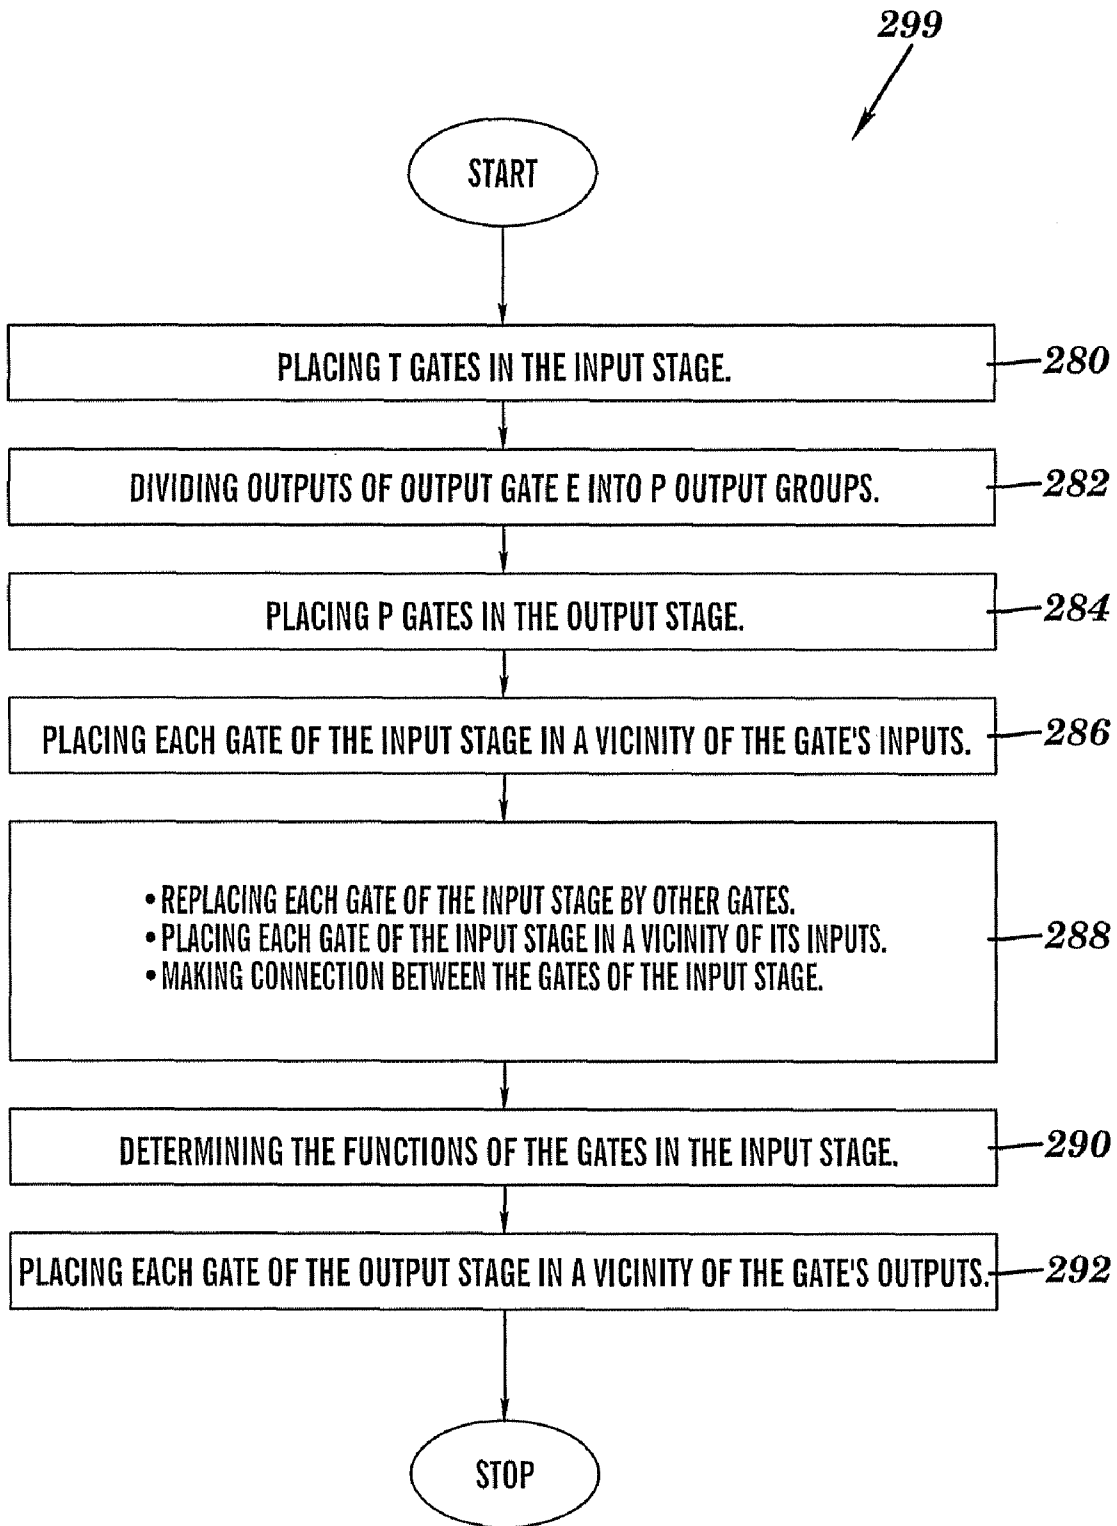 299
START
PLACING T GATES IN THE INPUT STAGE.
280
DIVIDING OUTPUTS OF OUTPUT GATE E INTO P OUTPUT GROUPS.
282
PLACING P GATES IN THE OUTPUT STAGE.
284
PLACING EACH GATE OF THE INPUT STAGE IN A VICINITY OF THE GATE'S INPUTS.
286
• REPLACING EACH GATE OF THE INPUT STAGE BY OTHER GATES.
• PLACING EACH GATE OF THE INPUT STAGE IN A VICINITY OF ITS INPUTS.
• MAKING CONNECTION BETWEEN THE GATES OF THE INPUT STAGE.
288
DETERMINING THE FUNCTIONS OF THE GATES IN THE INPUT STAGE.
290
PLACING EACH GATE OF THE OUTPUT STAGE IN A VICINITY OF THE GATE'S OUTPUTS.
292
STOP